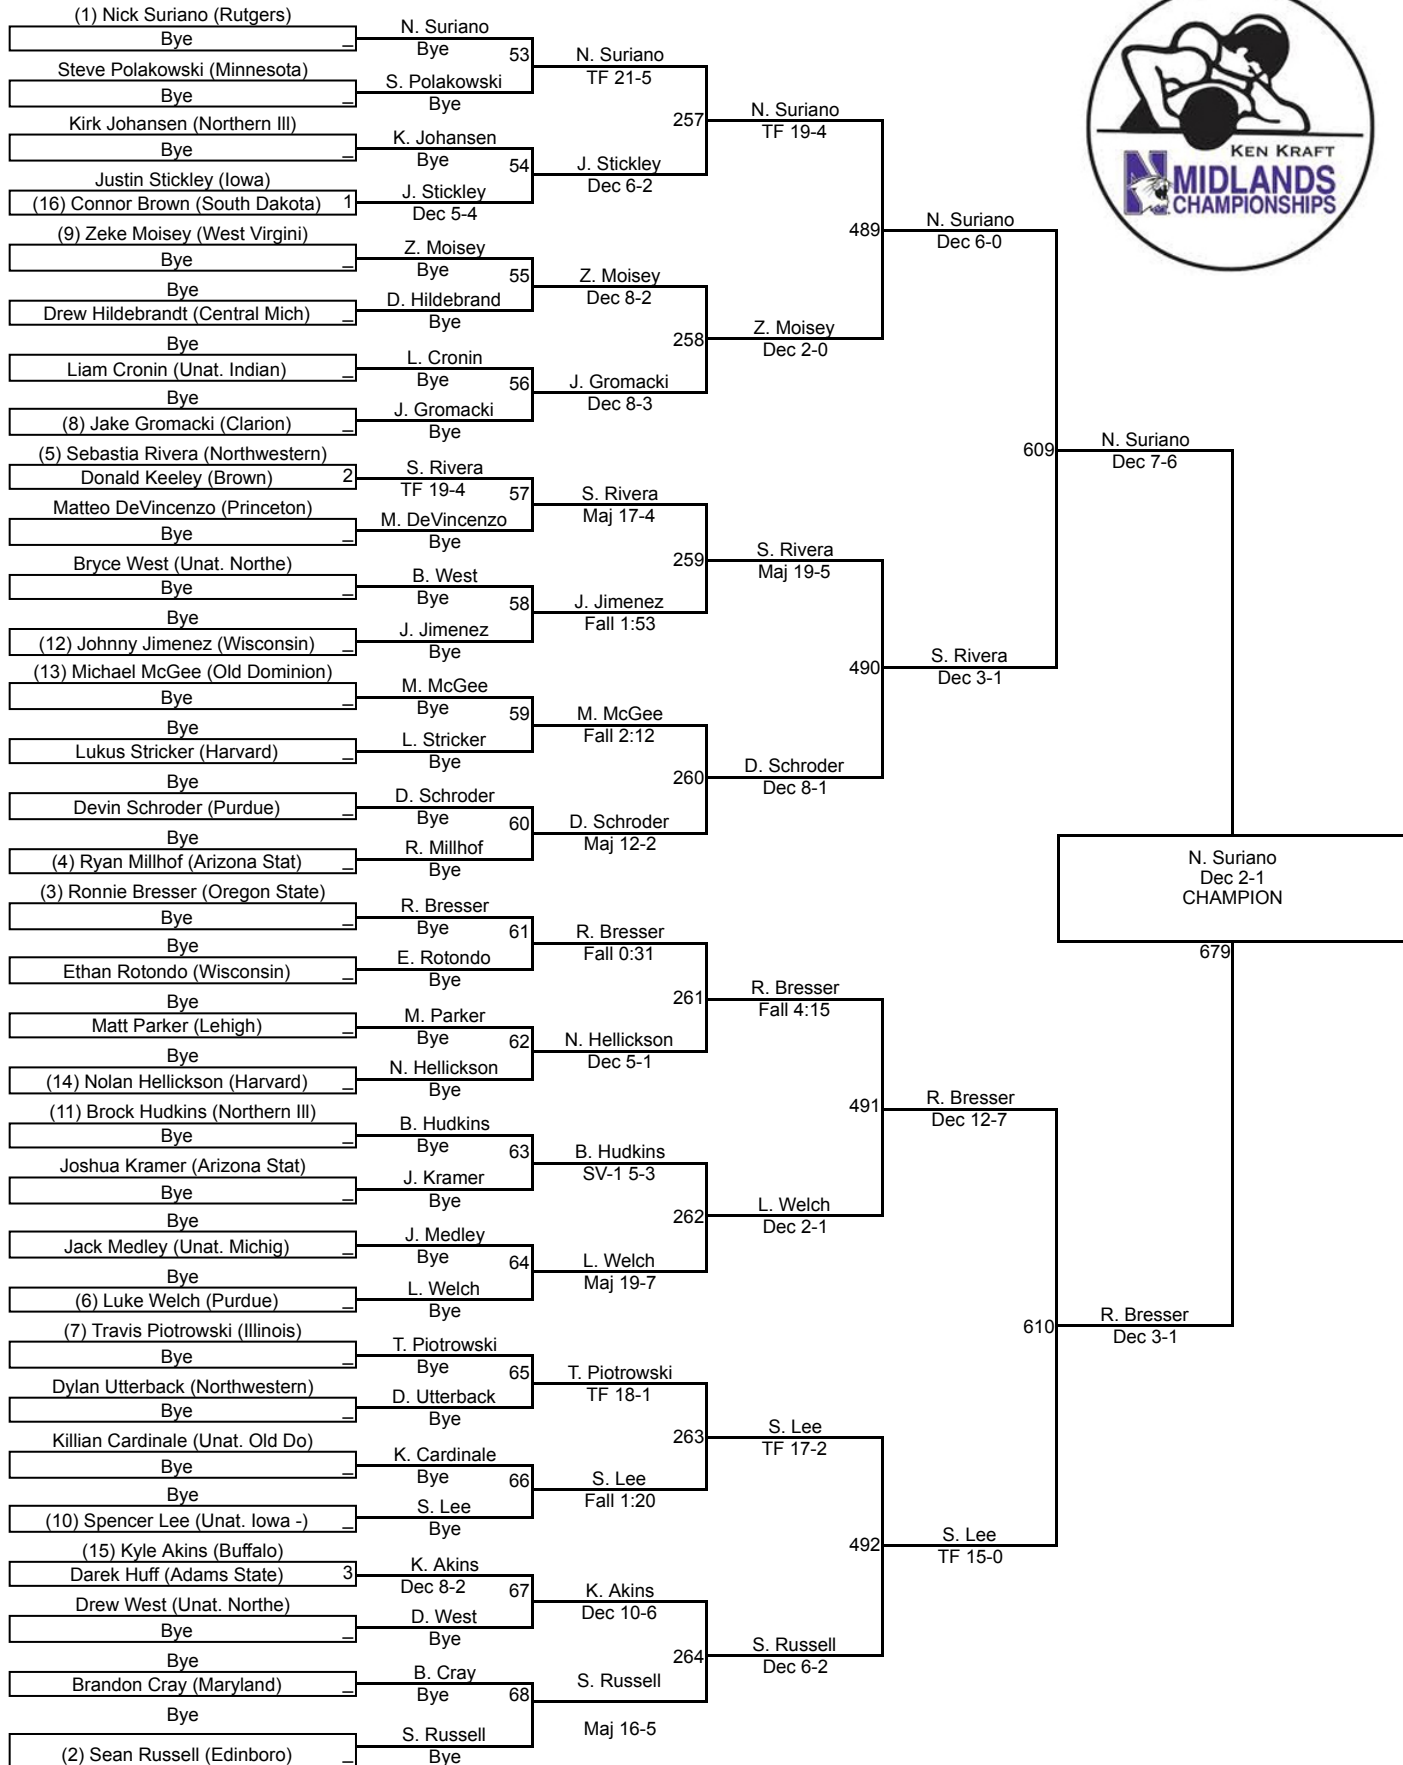 (1) Nick Suriano (Rutgers)
Bye _
Steve Polakowski (Minnesota)
Bye _
Kirk Johansen (Northern Ill)
Bye _
Justin Stickley (Iowa)
(16) Connor Brown (South Dakota) 1
(9) Zeke Moisey (West Virgini)
Bye _
Bye
Drew Hildebrandt (Central Mich) _
Bye
Liam Cronin (Unat. Indian) _
Bye
(8) Jake Gromacki (Clarion) _
(5) Sebastia Rivera (Northwestern)
Donald Keeley (Brown) 2
Matteo DeVincenzo (Princeton)
Bye _
Bryce West (Unat. Northe)
Bye _
Bye
(12) Johnny Jimenez (Wisconsin) _
(13) Michael McGee (Old Dominion)
Bye _
Bye
Lukus Stricker (Harvard) _
Bye
Devin Schroder (Purdue) _
Bye
(4) Ryan Millhof (Arizona Stat) _
(3) Ronnie Bresser (Oregon State)
Bye _
Bye
Ethan Rotondo (Wisconsin) _
Bye
Matt Parker (Lehigh) _
Bye
(14) Nolan Hellickson (Harvard) _
(11) Brock Hudkins (Northern Ill)
Bye _
Joshua Kramer (Arizona Stat)
Bye _
Bye
Jack Medley (Unat. Michig) _
Bye
(6) Luke Welch (Purdue) _
(7) Travis Piotrowski (Illinois)
Bye _
Dylan Utterback (Northwestern)
Bye _
Killian Cardinale (Unat. Old Do)
Bye _
Bye
(10) Spencer Lee (Unat. Iowa -) _
(15) Kyle Akins (Buffalo)
Darek Huff (Adams State) 3
Drew West (Unat. Northe)
Bye _
Bye
Brandon Cray (Maryland) _
Bye
(2) Sean Russell (Edinboro) _
N. Suriano
Bye
53
S. Polakowski
Bye
K. Johansen
Bye
54
J. Stickley
Dec 5-4
Z. Moisey
Bye
55
D. Hildebrand
Bye
L. Cronin
Bye
56
J. Gromacki
Bye
S. Rivera
TF 19-4
57
M. DeVincenzo
Bye
B. West
Bye
58
J. Jimenez
Bye
M. McGee
Bye
59
L. Stricker
Bye
D. Schroder
Bye
60
R. Millhof
Bye
R. Bresser
Bye
61
E. Rotondo
Bye
M. Parker
Bye
62
N. Hellickson
Bye
B. Hudkins
Bye
63
J. Kramer
Bye
J. Medley
Bye
64
L. Welch
Bye
T. Piotrowski
Bye
65
D. Utterback
Bye
K. Cardinale
Bye
66
S. Lee
Bye
K. Akins
Dec 8-2
67
D. West
Bye
B. Cray
Bye
68
S. Russell
Bye
N. Suriano
TF 21-5
257
J. Stickley
Dec 6-2
Z. Moisey
Dec 8-2
258
J. Gromacki
Dec 8-3
S. Rivera
Maj 17-4
259
J. Jimenez
Fall 1:53
M. McGee
Fall 2:12
260
D. Schroder
Maj 12-2
R. Bresser
Fall 0:31
261
N. Hellickson
Dec 5-1
B. Hudkins
SV-1 5-3
262
L. Welch
Maj 19-7
T. Piotrowski
TF 18-1
263
S. Lee
Fall 1:20
K. Akins
Dec 10-6
264
S. Russell
Maj 16-5
N. Suriano
TF 19-4
489
Z. Moisey
Dec 2-0
S. Rivera
Maj 19-5
490
D. Schroder
Dec 8-1
R. Bresser
Fall 4:15
491
L. Welch
Dec 2-1
S. Lee
TF 17-2
492
S. Russell
Dec 6-2
N. Suriano
Dec 6-0
609
S. Rivera
Dec 3-1
R. Bresser
Dec 12-7
610
S. Lee
TF 15-0
N. Suriano
Dec 7-6
R. Bresser
Dec 3-1
N. Suriano
Dec 2-1
CHAMPION
679
KEN KRAFT
N MIDLANDS
CHAMPIONSHIPS